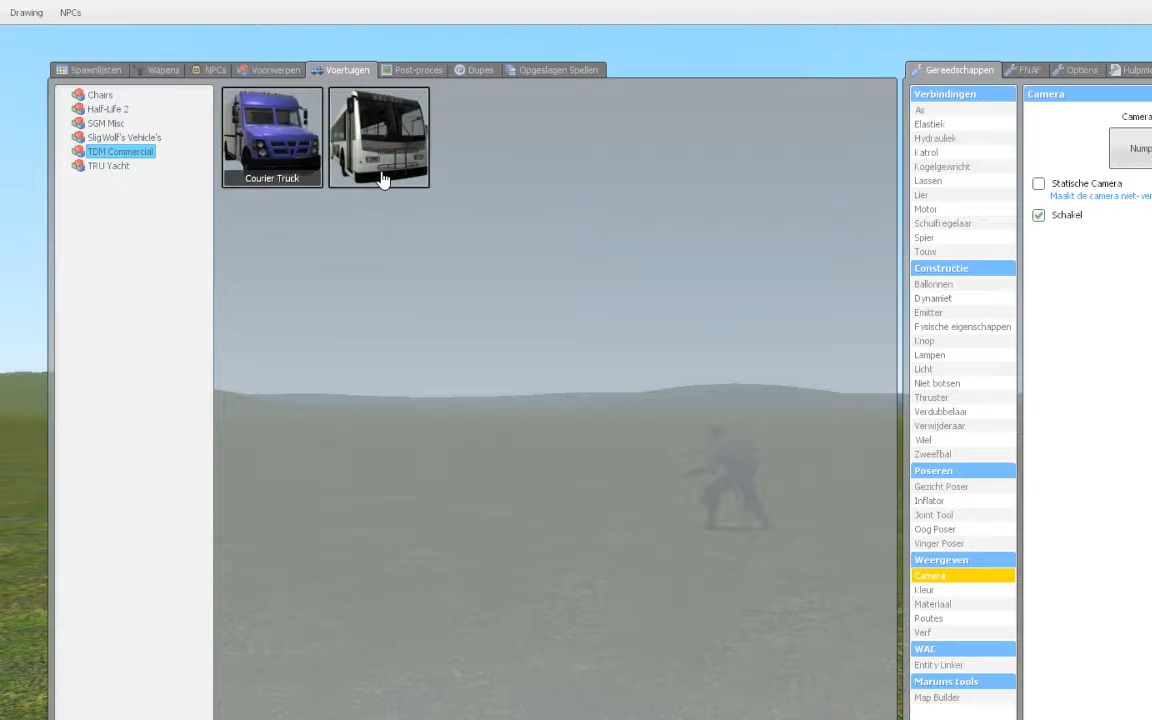 Drawing
NPCs
Spawnlijsten
Wapens
NPCs
Voorwerpen
Voertuigen
Post-proces
Dupes
Opgeslagen Spellen
Chairs
Half-Life 2
SGM Misc
SligWolf's Vehicle's
TDM Commercial
TRU Yacht
Courier Truck
Gereedschappen
FNAF
Options
Verbindingen
As
Elastiek
Hydrauliek
Katrol
Kogelgewricht
Lassen
Lier
Motor
Schuifregelaar
Spier
Touw
Constructie
Ballonnen
Dynamiet
Emitter
Fysische eigenschappen
Knop
Lampen
Licht
Niet botsen
Thruster
Verdubbelaar
Verwijderaar
Wiel
Zweefbal
Poseren
Gezicht Poser
Inflator
Joint Tool
Oog Poser
Vinger Poser
Weergeven
Camera
Kleur
Materiaal
Routes
Verf
WAC
Entity Linker
Marums tools
Map Builder
Camera
Camera
Statische Camera
Maakt de camera
Schakel